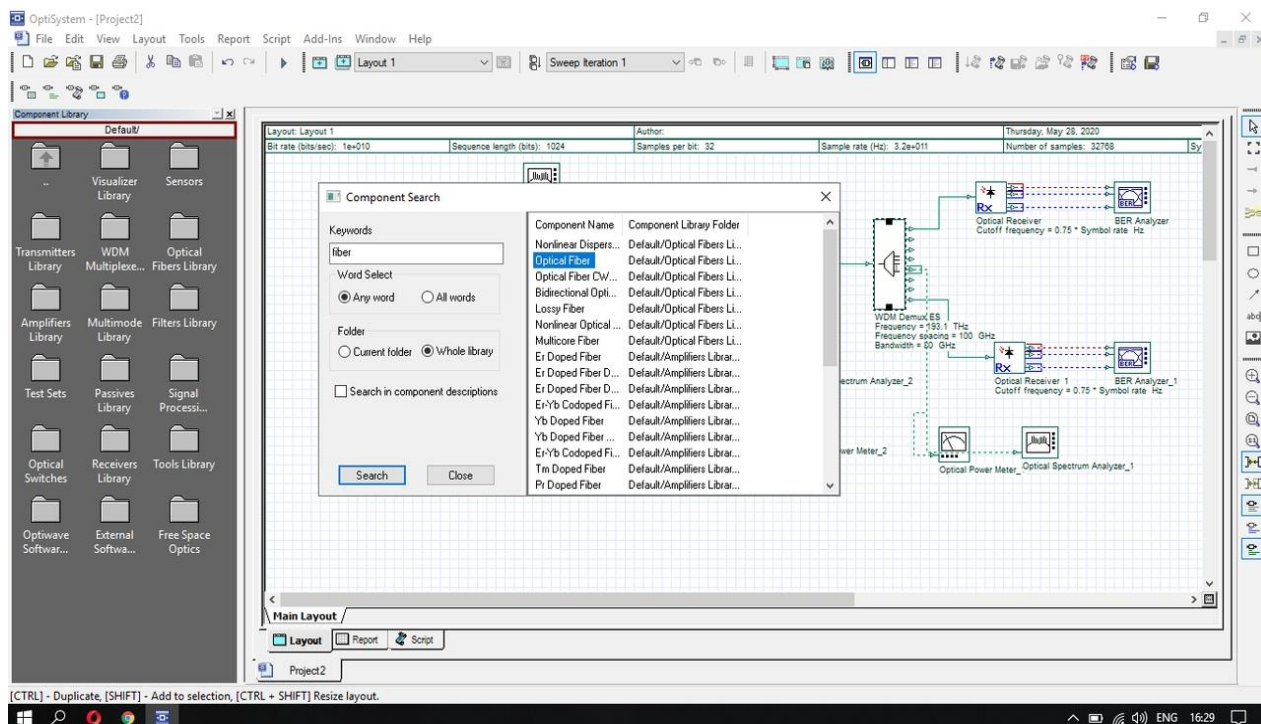 OptiSystem - [Project2]
File Edit View Layout Tools Report Script Add-Ins Window Help
Layout 1
Sweep Iteration 1
Component Library
Default/
..
Visualizer Library
Sensors
Transmitters Library
WDM Multiplexe...
Optical Fibers Library
Amplifiers Library
Multimode Library
Filters Library
Test Sets
Passives Library
Signal Processi...
Optical Switches
Receivers Library
Tools Library
Optiwave Softwar...
External Softwa...
Free Space Optics
Layout: Layout 1
Author:
Thursday, May 28, 2020
Bit rate (bits/sec): 1e+010
Sequence length (bits): 1024
Samples per bit: 32
Sample rate (Hz): 3.2e+011
Number of samples: 32768
Sy
Component Search
Keywords
fiber
Word Select
Any word All words
Folder
Current folder Whole library
Search in component descriptions
Search Close
Component Name Component Library Folder
Nonlinear Dispers... Default/Optical Fibers Li...
Optical Fiber Default/Optical Fibers Li...
Optical Fiber CW... Default/Optical Fibers Li...
Bidirectional Opti... Default/Optical Fibers Li...
Lossy Fiber Default/Optical Fibers Li...
Nonlinear Optical ... Default/Optical Fibers Li...
Multicore Fiber Default/Optical Fibers Li...
Er Doped Fiber Default/Amplifiers Librar...
Er Doped Fiber D... Default/Amplifiers Librar...
Er Doped Fiber D... Default/Amplifiers Librar...
Er-Yb Codoped Fi... Default/Amplifiers Librar...
Yb Doped Fiber Default/Amplifiers Librar...
Yb Doped Fiber ... Default/Amplifiers Librar...
Er-Yb Codoped Fi... Default/Amplifiers Librar...
Tm Doped Fiber Default/Amplifiers Librar...
Pr Doped Fiber Default/Amplifiers Librar...
Rx
BER
Optical Receiver
Cutoff frequency = 0.75 * Symbol rate Hz
BER Analyzer
WDM Demux ES
Frequency = 193.1 THz
Frequency spacing = 100 GHz
Bandwidth = 80 GHz
Rx
BER
Optical Receiver_1
Cutoff frequency = 0.75 * Symbol rate Hz
BER Analyzer_1
ectrum Analyzer_2
wer Meter_2
Optical Power Meter_
Optical Spectrum Analyzer_1
abc
Main Layout
Layout Report Script
Project2
[CTRL] - Duplicate, [SHIFT] - Add to selection, [CTRL + SHIFT] Resize layout.
ENG 16:29